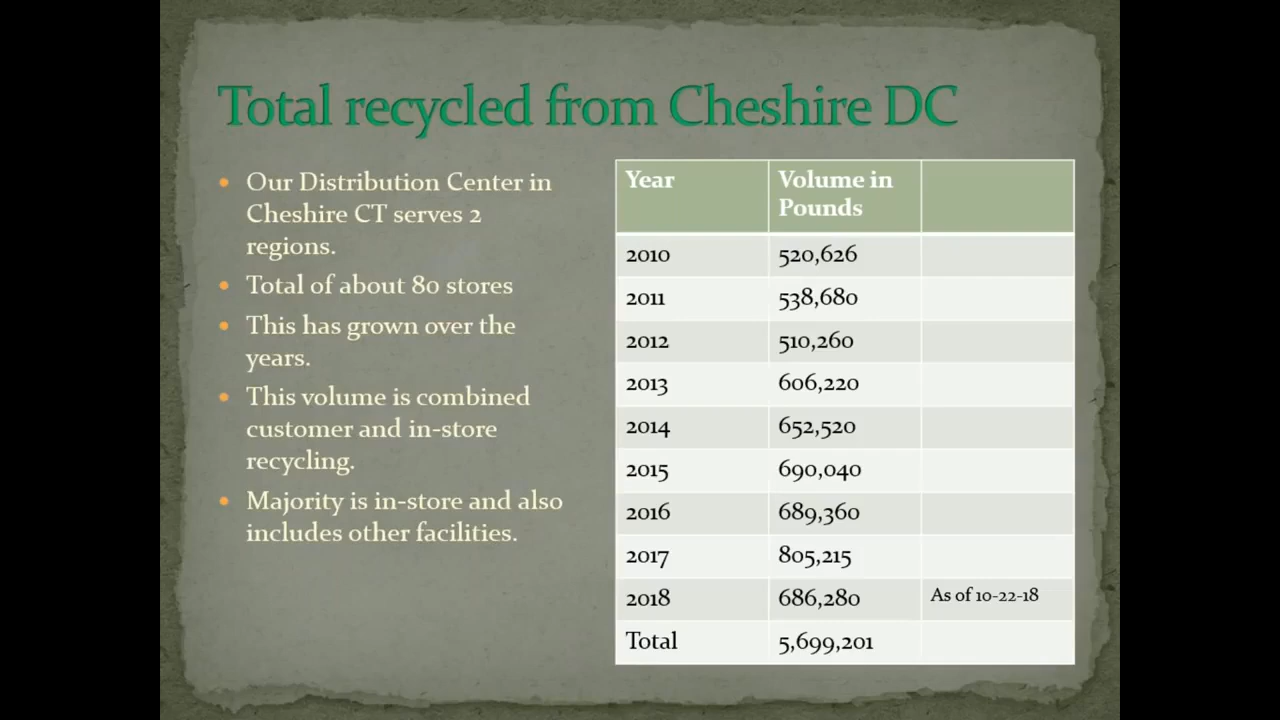 Total recycled from Cheshire DC
Our Distribution Center in
Cheshire CT serves 2
regions.
Total of about 80 stores
This has grown over the
years.
This volume is combined
customer and in-store
recycling.
Majority is in-store and also
includes other facilities.
Year Volume in
Pounds
2010 520,626
2011 538,680
2012 510,260
2013 606,220
2014 652,520
2015 690,040
2016 689,360
2017 805,215
2018 686,280 As of 10-22-18
Total 5,699,201